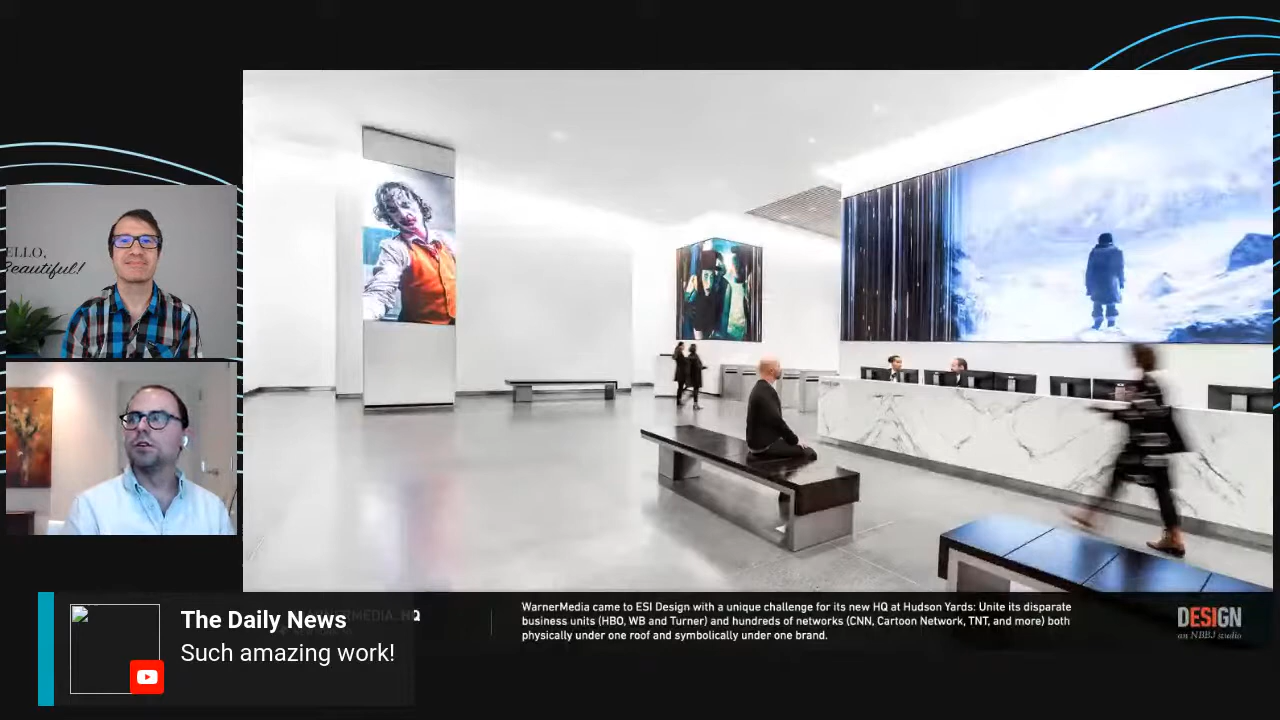 ELLO,
Beautiful!
WarnerMedia came to ESI Design with a unique challenge for its new HQ at Hudson Yards: Unite its disparate
business units (HBO, WB and Turner) and hundreds of networks (CNN, Cartoon Network, TNT, and more) both
physically under one roof and symbolically under one brand.
DESIGN
an NBBJ studio
WARNERMEDIA, HQ
The Daily News
Such amazing work!